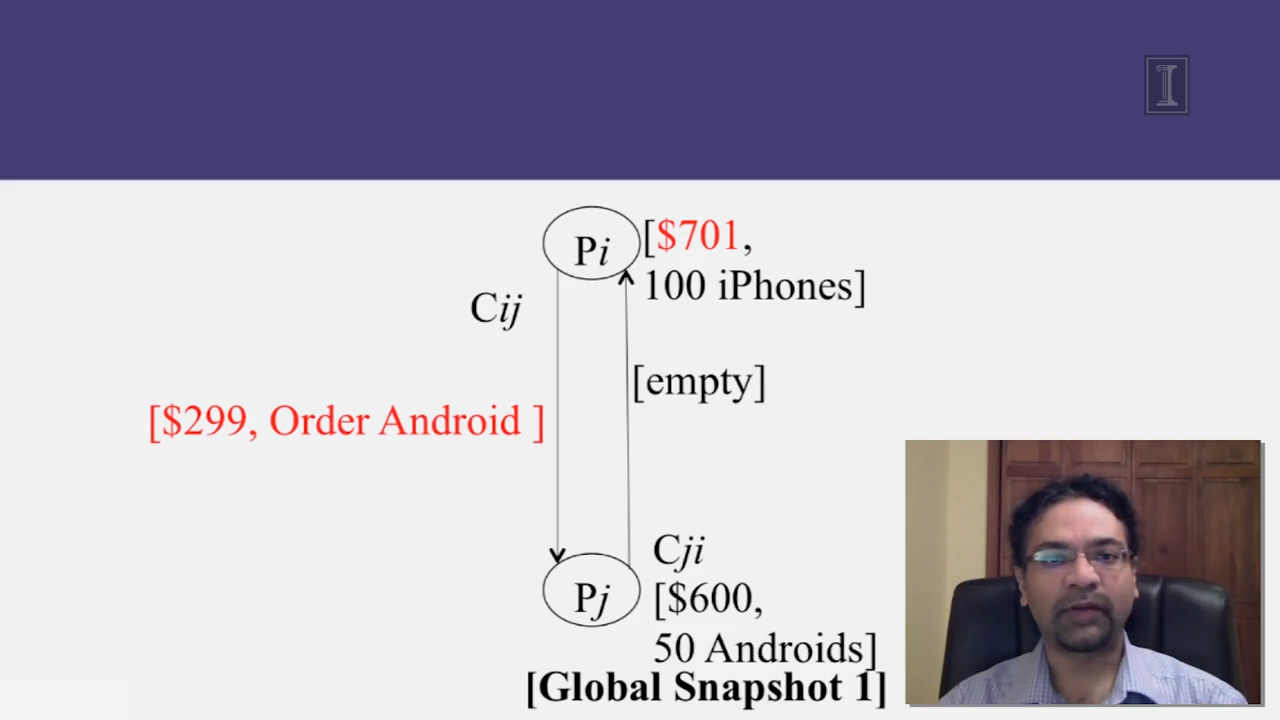 I
Pi
[$701,
100 iPhones]
Cij
[empty]
[$299, Order Android ]
Cji
Pj
[$600,
50 Androids]
[Global Snapshot 1]